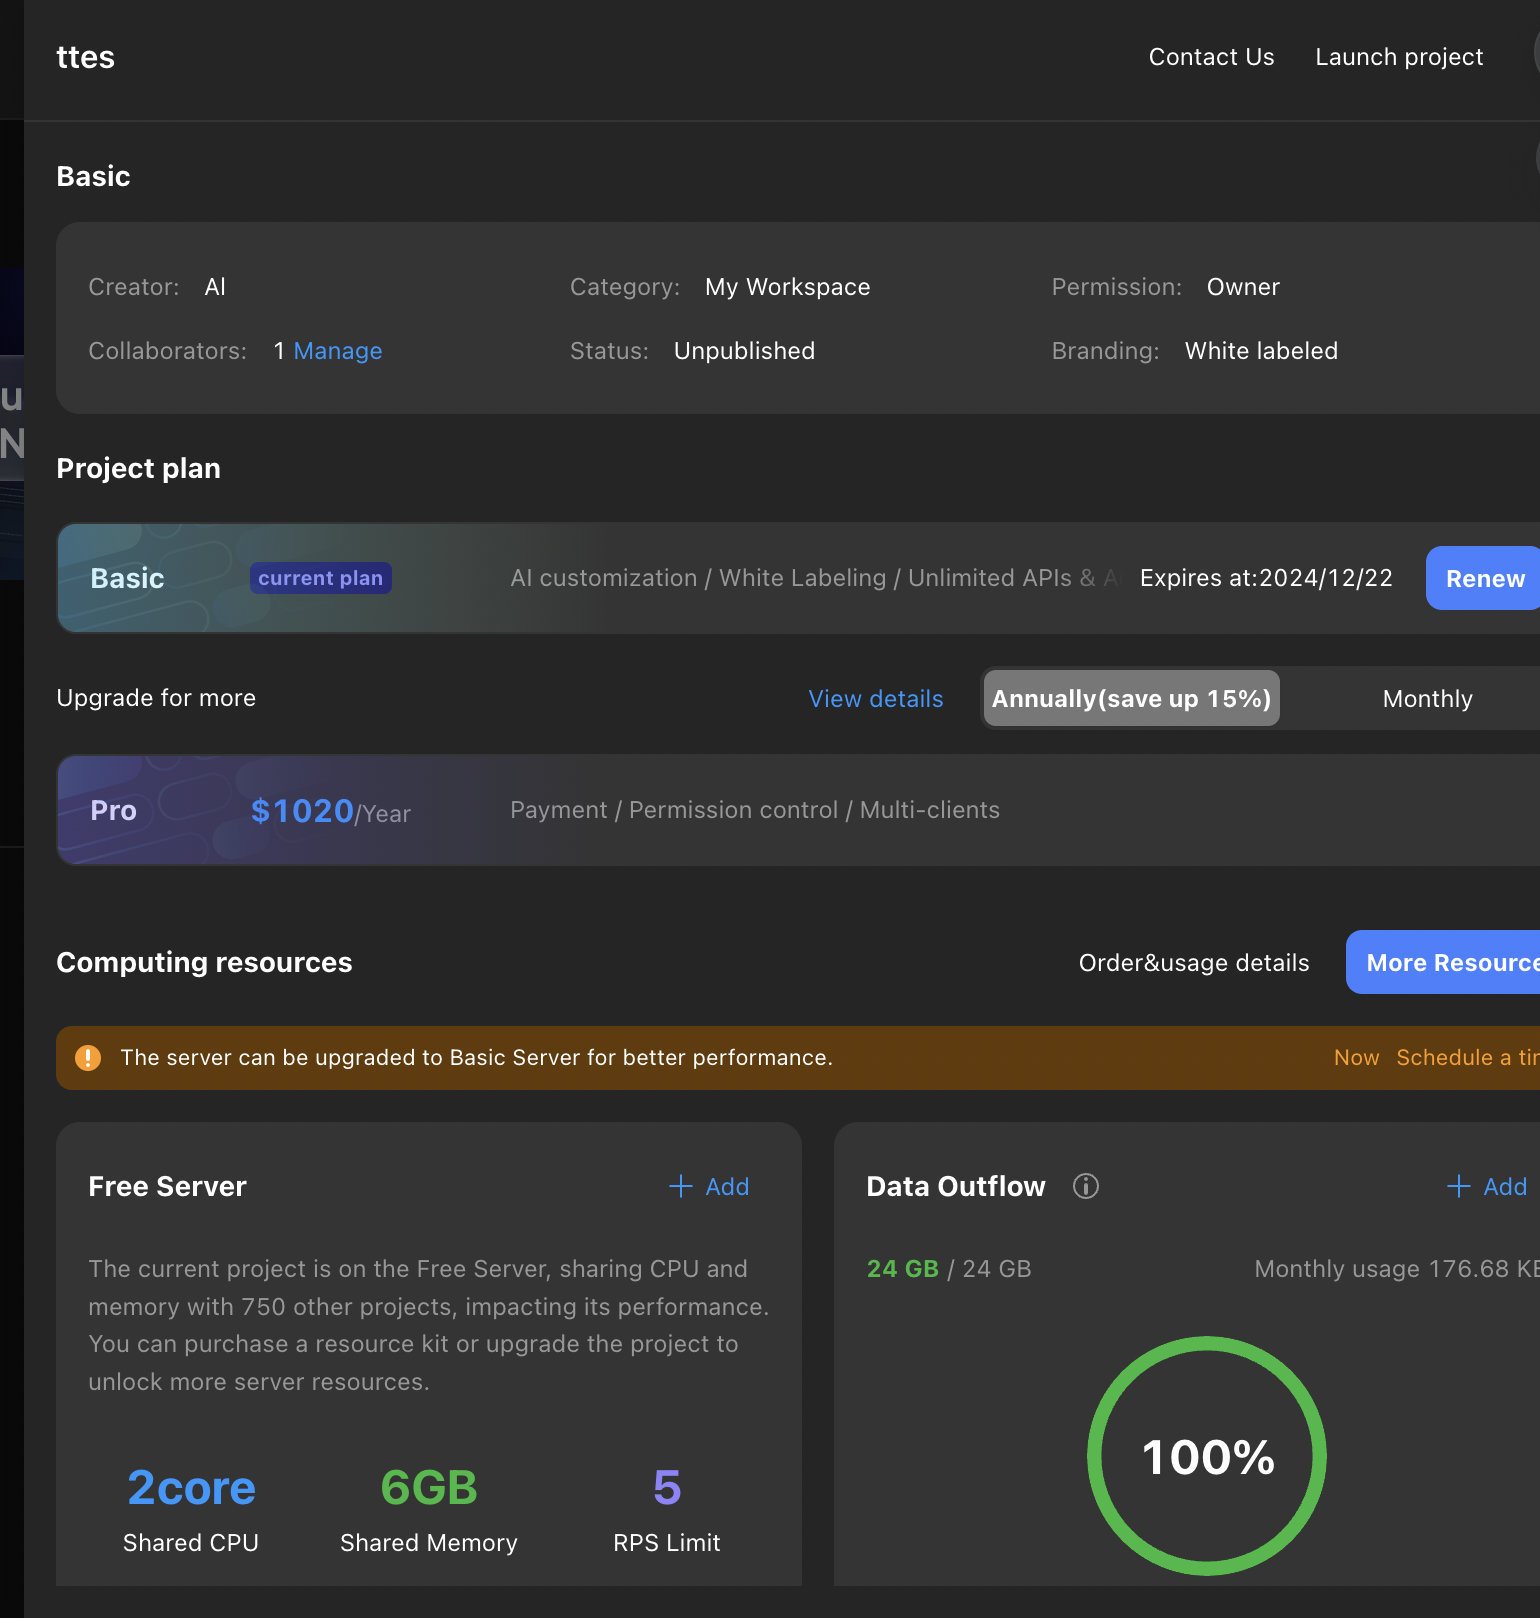 ttes
Contact Us Launch project
Basic
Creator: Al Category: My Workspace Permission: Owner
Collaborators: 1 Manage Status: Unpublished Branding: White labeled
Project plan
Basic current plan AI customization / White Labeling / Unlimited APIs & Expires at:2024/12/22 Renew
Upgrade for more View details Annually(save up 15%) Monthly
Pro $1020/Year Payment / Permission control / Multi-clients
Computing resources Order&usage details More Resource
The server can be upgraded to Basic Server for better performance. Now Schedule a
Free Server + Add
The current project is on the Free Server, sharing CPU and
memory with 750 other projects, impacting its performance.
You can purchase a resource kit or upgrade the project to
unlock more server resources.
2core 6GB 5
Shared CPU Shared Memory RPS Limit
Data Outflow + Add
24 GB / 24 GB Monthly usage 176.68
100%